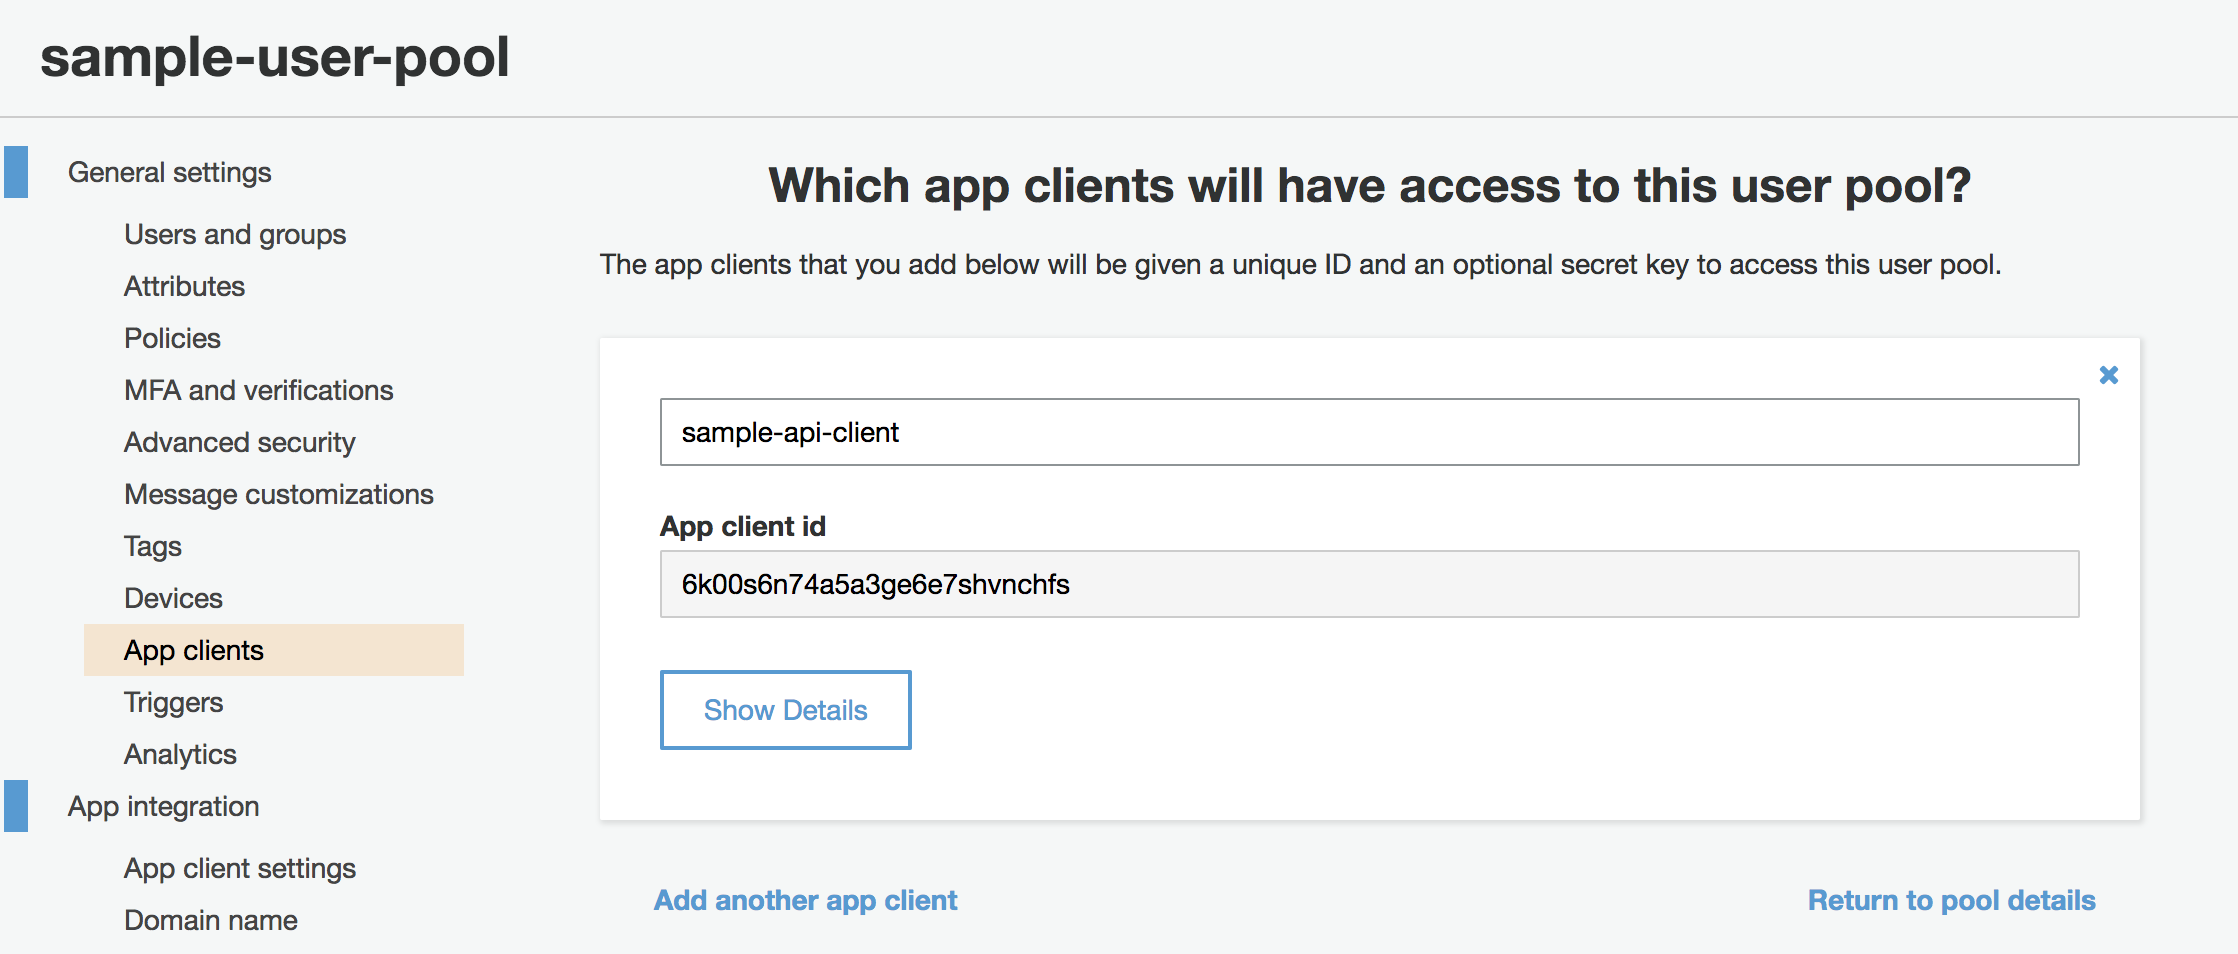 sample-user-pool
General settings
Users and groups
Attributes
Policies
MFA and verifications
Advanced security
Message customizations
Tags
Devices
App clients
Triggers
Analytics
App integration
App client settings
Domain name
Which app clients will have access to this user pool?
The app clients that you add below will be given a unique ID and an optional secret key to access this user pool.
sample-api-client
App client id
6k00s6n74a5a3ge6e7shvnchfs
Show Details
Add another app client
Return to pool details